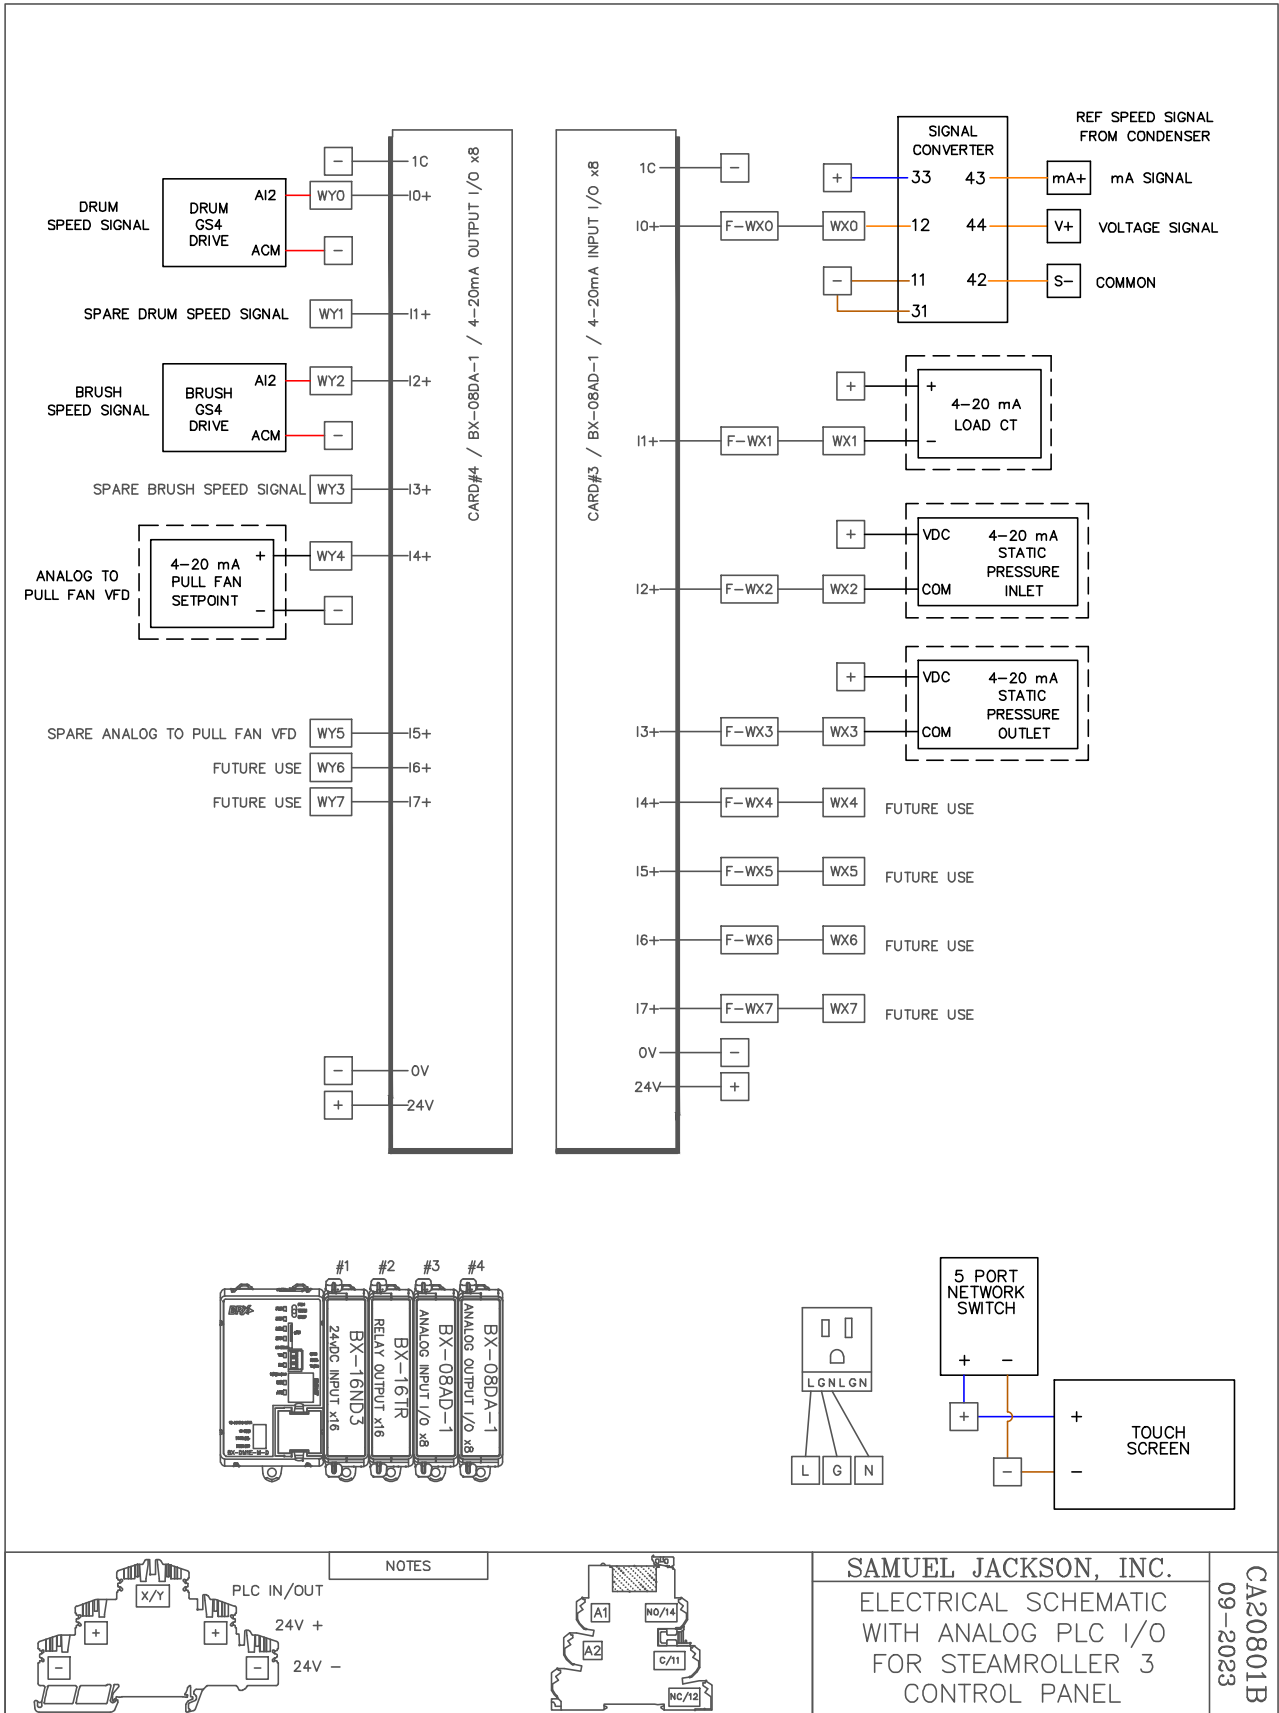 REF SPEED SIGNAL
FROM CONDENSER
SIGNAL
CONVERTER
33 43
mA+ mA SIGNAL
12 44
V+ VOLTAGE SIGNAL
11 42
S- COMMON
31
+
-
CARD#4 / BX-08DA-1 / 4-20mA OUTPUT I/O x8
- 1C
DRUM
SPEED SIGNAL
DRUM
GS4
DRIVE
AI2 WY0 I0+
ACM -
SPARE DRUM SPEED SIGNAL WY1 I1+
BRUSH
SPEED SIGNAL
BRUSH
GS4
DRIVE
AI2 WY2 I2+
ACM -
SPARE BRUSH SPEED SIGNAL WY3 I3+
ANALOG TO
PULL FAN VFD
4-20 mA
PULL FAN
SETPOINT
+ WY4 I4+
- -
SPARE ANALOG TO PULL FAN VFD WY5 I5+
FUTURE USE WY6 I6+
FUTURE USE WY7 I7+
- 0V
+ 24V
CARD#3 / BX-08AD-1 / 4-20mA INPUT I/O x8
1C -
I0+ F-WX0 WX0
+ +
4-20 mA
LOAD CT
I1+ F-WX1 WX1 -
+ VDC
4-20 mA
STATIC
PRESSURE
INLET
I2+ F-WX2 WX2 COM
+ VDC
4-20 mA
STATIC
PRESSURE
OUTLET
I3+ F-WX3 WX3 COM
I4+ F-WX4 WX4 FUTURE USE
I5+ F-WX5 WX5 FUTURE USE
I6+ F-WX6 WX6 FUTURE USE
I7+ F-WX7 WX7 FUTURE USE
0V -
24V +
#1 #2 #3 #4
BX-16ND3
24vDC INPUT x16
BX-16TR
RELAY OUTPUT x16
BX-08AD-1
ANALOG INPUT I/O x8
BX-08DA-1
ANALOG OUTPUT I/O x8
LGNLGN
L G N
5 PORT
NETWORK
SWITCH
+ -
+
-
+
-
TOUCH
SCREEN
NOTES
X/Y PLC IN/OUT
+ + 24V +
- - 24V -
A1 NO/14
A2 C/11
NC/12
SAMUEL JACKSON, INC.
ELECTRICAL SCHEMATIC
WITH ANALOG PLC I/O
FOR STEAMROLLER 3
CONTROL PANEL
CA20801B
09-2023